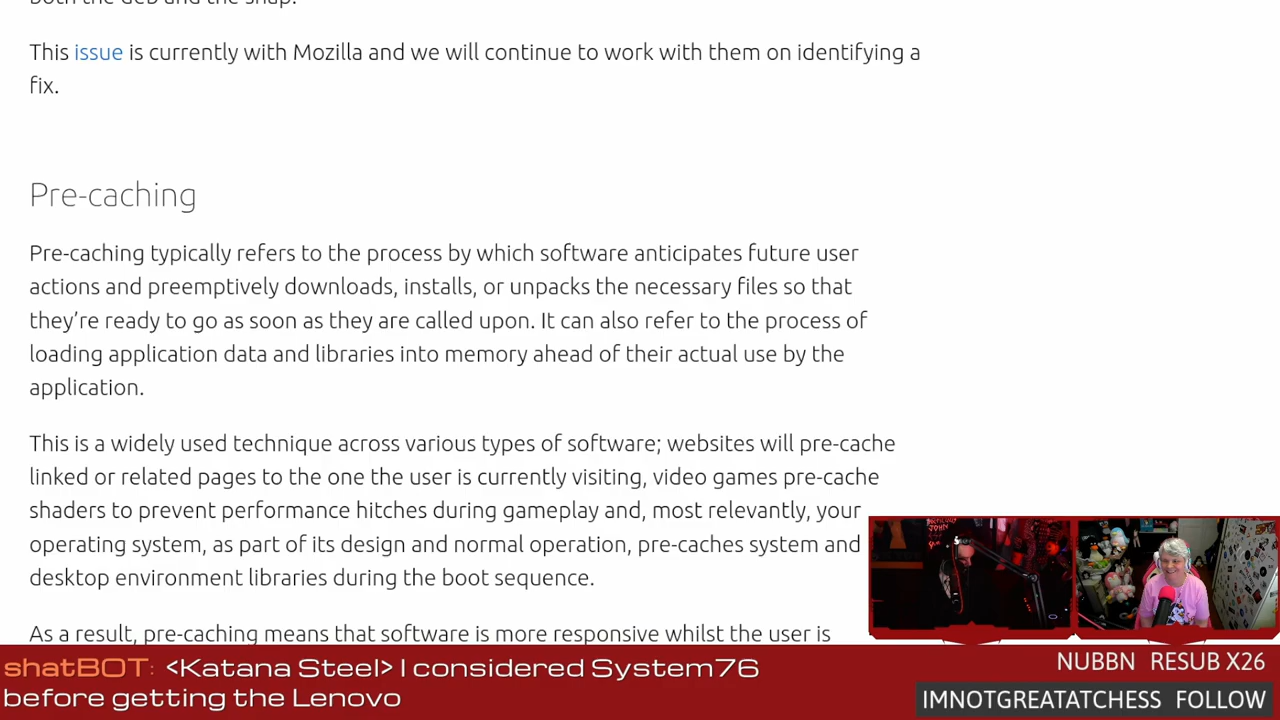 both the deb and the snap.
This issue is currently with Mozilla and we will continue to work with them on identifying a
fix.
Pre-caching
Pre-caching typically refers to the process by which software anticipates future user
actions and preemptively downloads, installs, or unpacks the necessary files so that
they’re ready to go as soon as they are called upon. It can also refer to the process of
loading application data and libraries into memory ahead of their actual use by the
application.
This is a widely used technique across various types of software; websites will pre-cache
linked or related pages to the one the user is currently visiting, video games pre-cache
shaders to prevent performance hitches during gameplay and, most relevantly, your
operating system, as part of its design and normal operation, pre-caches system and
desktop environment libraries during the boot sequence.
As a result, pre-caching means that software is more responsive whilst the user is
shatBOT: <Katana Steel> I considered System76
before getting the Lenovo
NUBBN RESUB X26
IMNOTGREATATCHESS FOLLOW